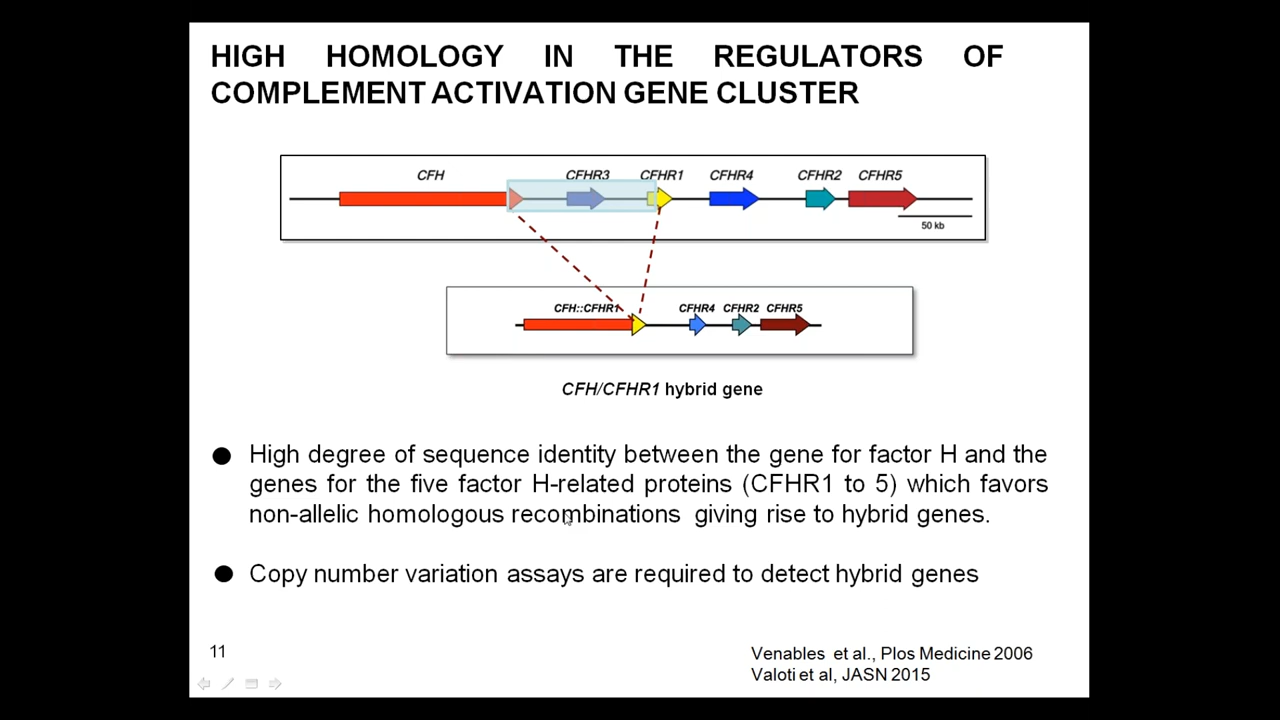 HIGH HOMOLOGY IN THE REGULATORS OF
COMPLEMENT ACTIVATION GENE CLUSTER
CFH CFHR3 CFHR1 CFHR4 CFHR2 CFHR5
50 kb
CFH::CFHR1 CFHR4 CFHR2 CFHR5
CFH/CFHR1 hybrid gene
● High degree of sequence identity between the gene for factor H and the
genes for the five factor H-related proteins (CFHR1 to 5) which favors
non-allelic homologous recombinations giving rise to hybrid genes.
● Copy number variation assays are required to detect hybrid genes
11
Venables et al., Plos Medicine 2006
Valoti et al, JASN 2015